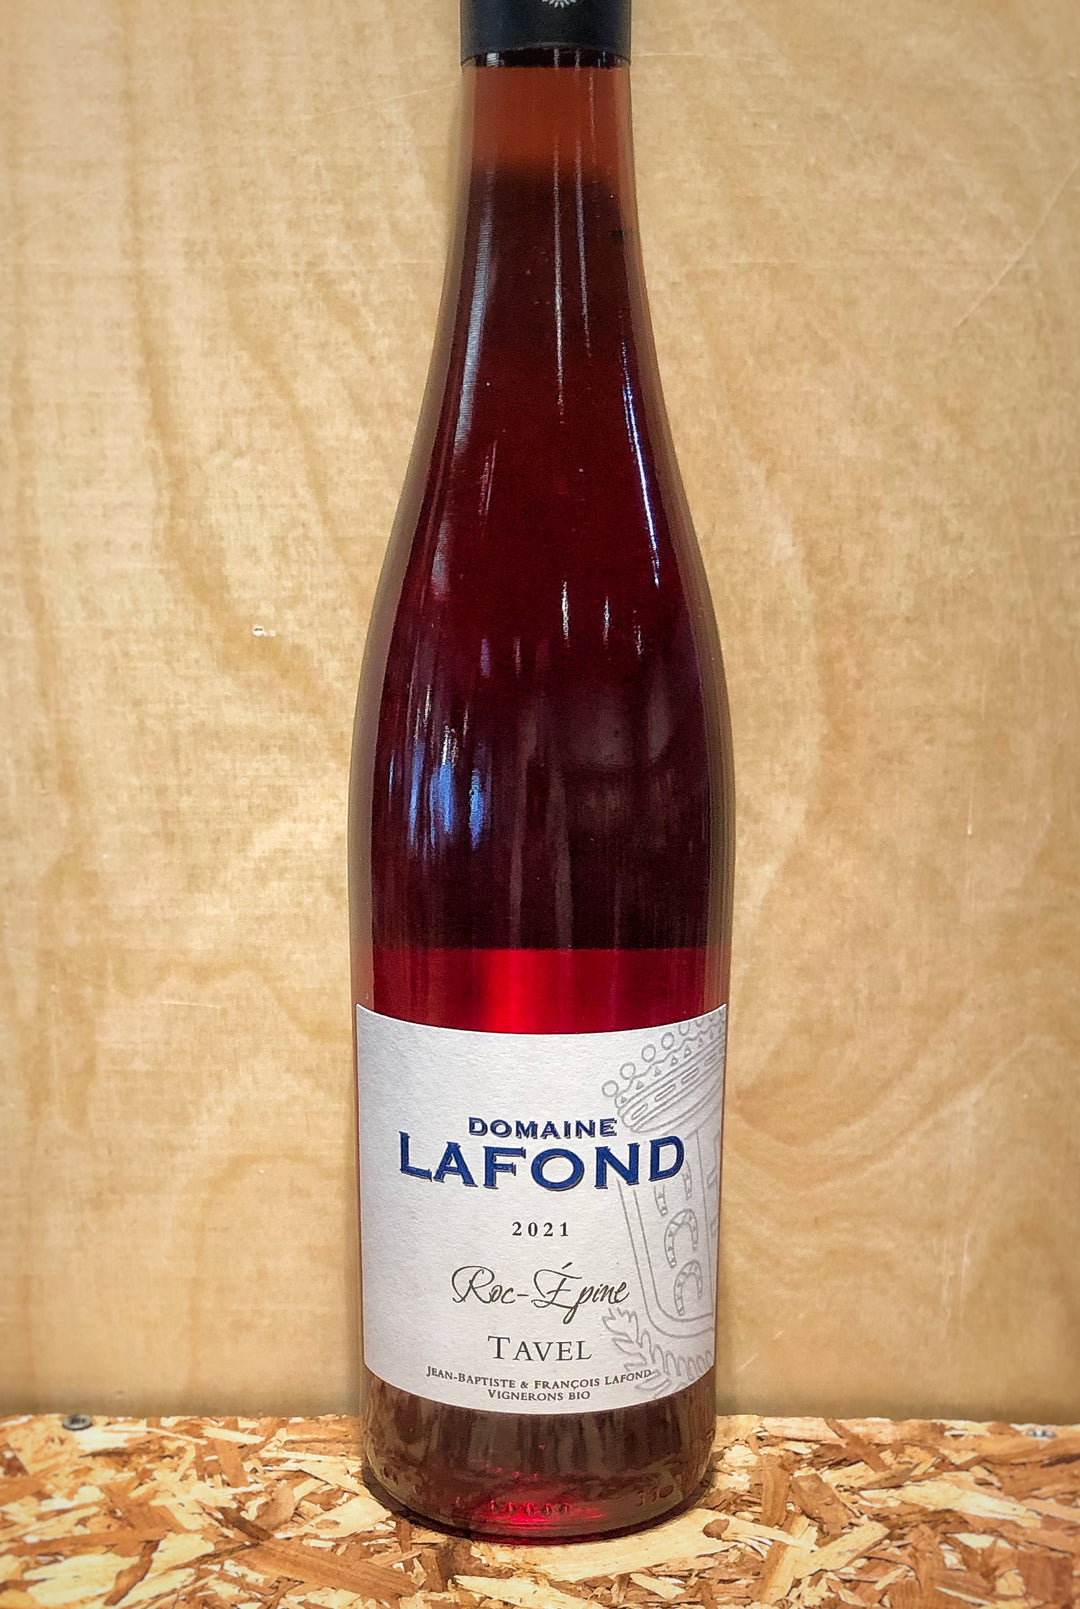 DOMAINE
LAFOND
2021
Roc-Épine
TAVEL
JEAN-BAPTISTE & FRANÇOIS LAFOND
VIGNERONS BIO